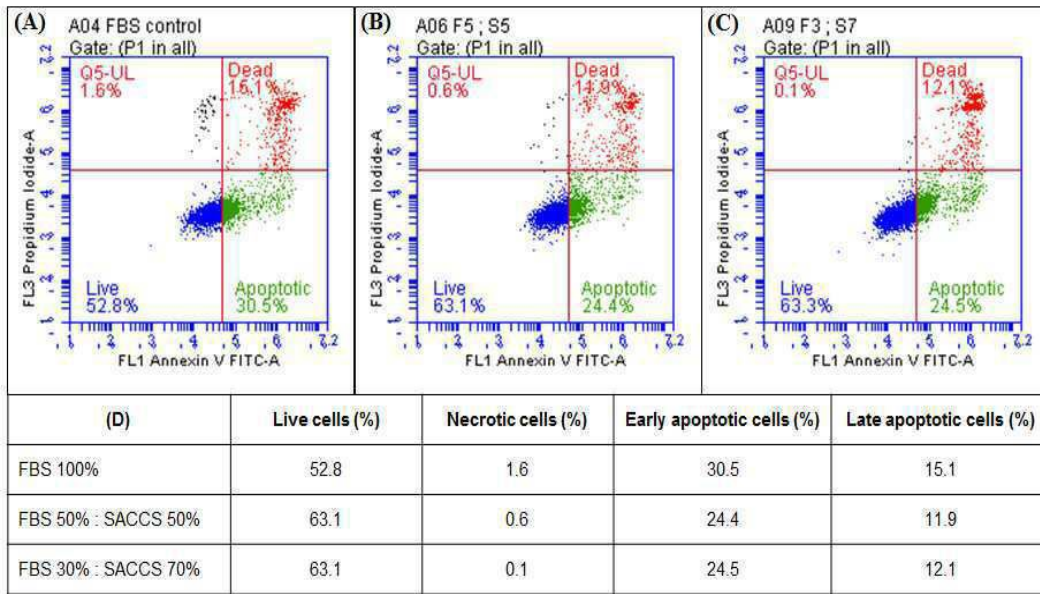 (A) A04 FBS control
Gate: (P1 in all)
Q5-UL
1.6%
Dead
15.1%
Live
52.8%
Apoptotic
30.5%
FL3 Propidium Iodide-A
FL1 Annexin V FITC-A
(B) A06 F5 ; S5
Gate: (P1 in all)
Q5-UL
0.6%
Dead
11.9%
Live
63.1%
Apoptotic
24.4%
FL3 Propidium Iodide-A
FL1 Annexin V FITC-A
(C) A09 F3 ; S7
Gate: (P1 in all)
Q5-UL
0.1%
Dead
12.1%
Live
63.3%
Apoptotic
24.5%
FL3 Propidium Iodide-A
FL1 Annexin V FITC-A
(D) Live cells (%) Necrotic cells (%) Early apoptotic cells (%) Late apoptotic cells (%)
FBS 100% 52.8 1.6 30.5 15.1
FBS 50% : SACCS 50% 63.1 0.6 24.4 11.9
FBS 30% : SACCS 70% 63.1 0.1 24.5 12.1